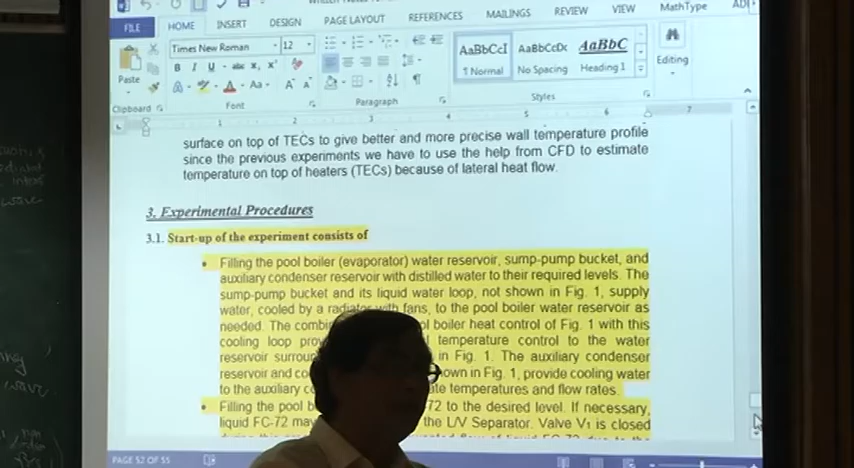 FILE HOME INSERT DESIGN PAGE LAYOUT REFERENCES MAILINGS REVIEW VIEW MathType
Times New Roman 12
Paste
B I U abc
Aa
AaBbCcI AaBbCcDc AaBbC
¶ Normal No Spacing Heading 1
Editing
Clipboard Font Paragraph Styles
1 2 3 4 5 6 7
surface on top of TECs to give better and more precise wall temperature profile
since the previous experiments we have to use the help from CFD to estimate
temperature on top of heaters (TECs) because of lateral heat flow.
3. Experimental Procedures
3.1. Start-up of the experiment consists of
• Filling the pool boiler (evaporator) water reservoir, sump-pump bucket, and
auxiliary condenser reservoir with distilled water to their required levels. The
sump-pump bucket and its liquid water loop, not shown in Fig. 1, supply
water, cooled by a radiator with fans, to the pool boiler water reservoir as
needed. The boiler heat control of Fig. 1 with this
cooling loop temperature control to the water
reservoir in Fig. 1. The auxiliary condenser
reservoir and in Fig. 1, provide cooling water
to the auxiliary temperatures and flow rates.
• Filling the pool 72 to the desired level. If necessary,
liquid FC-72 the L/V Separator. Valve V1 is closed
PAGE 52 OF 55